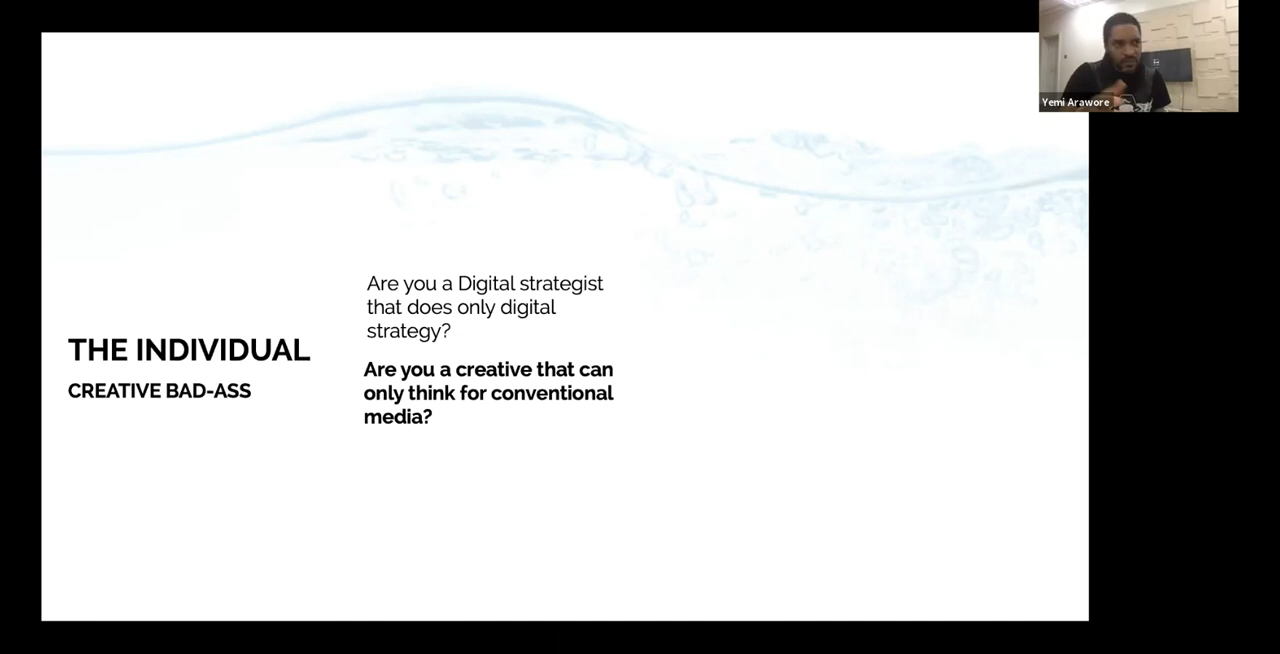 Yemi Arawore
Are you a Digital strategist
that does only digital
strategy?
THE INDIVIDUAL
CREATIVE BAD-ASS
Are you a creative that can
only think for conventional
media?